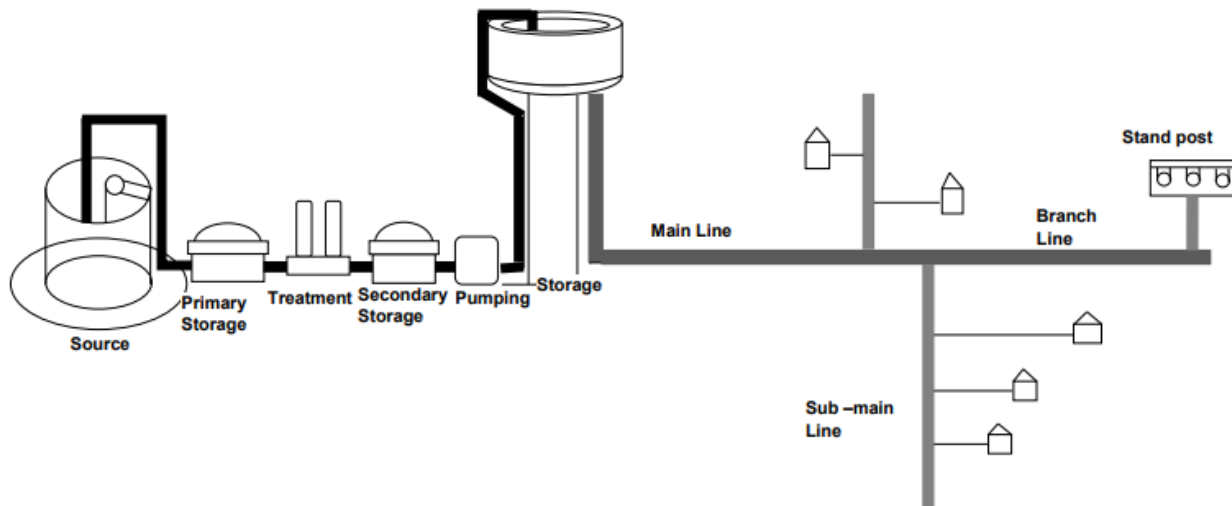 Stand post
Main Line
Branch
Line
Primary
Storage
Treatment
Secondary
Storage
Pumping
Storage
Source
Sub –main
Line